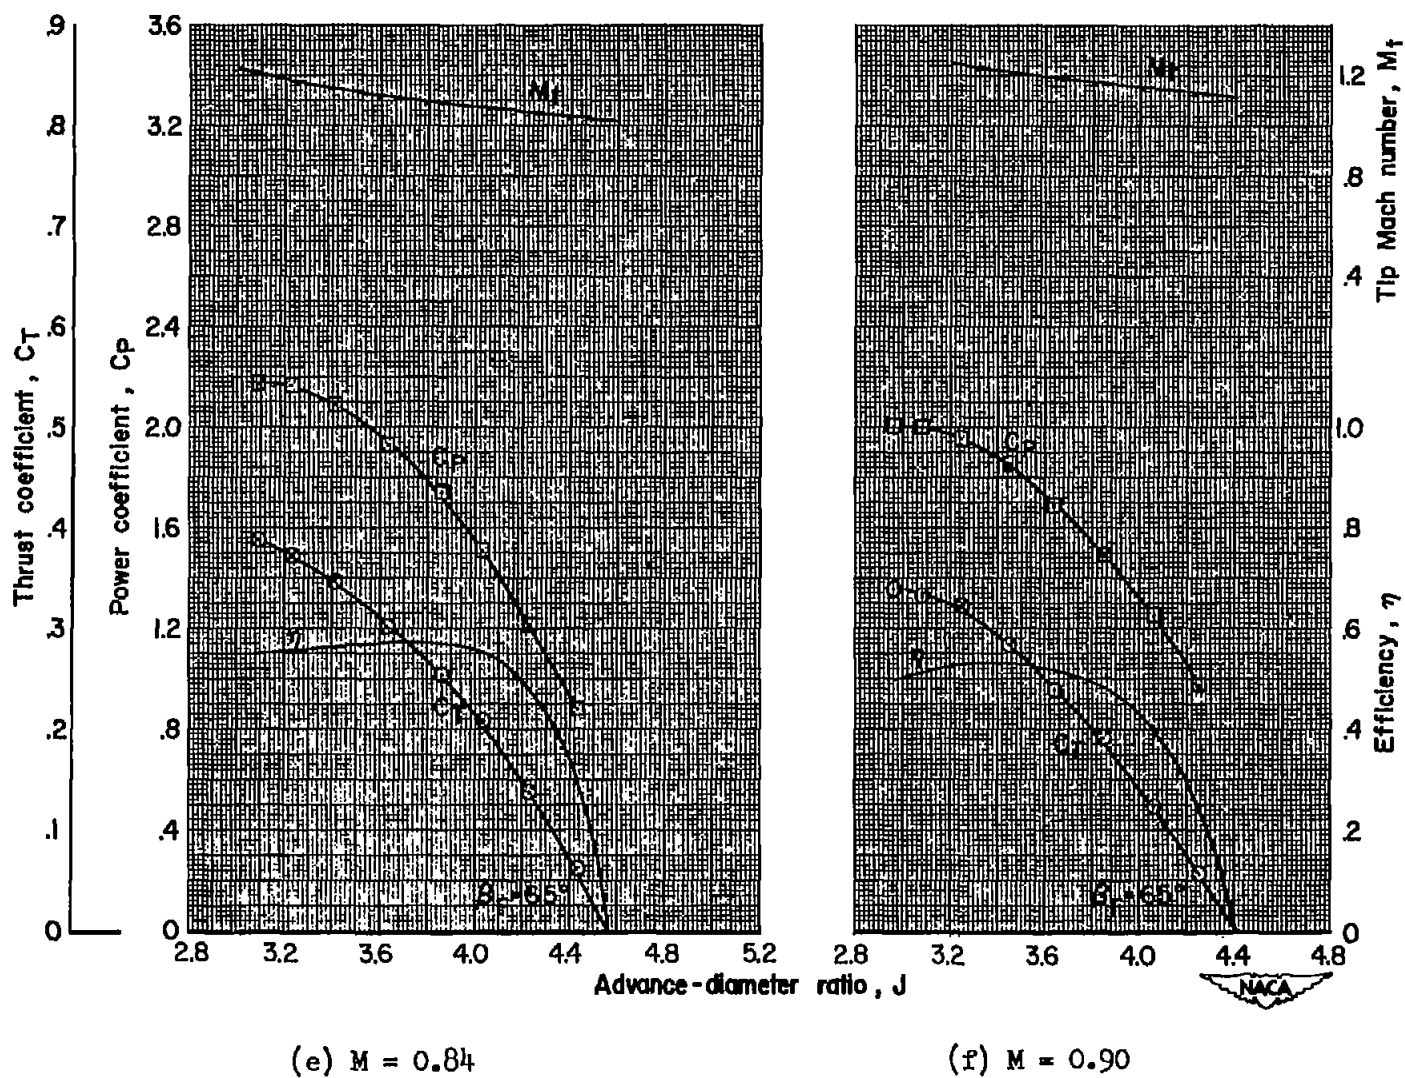 .9
.8
.7
.6
.5
.4
.3
.2
.1
0
Thrust coefficient, C_T
3.6
3.2
2.8
2.4
2.0
1.6
1.2
.8
.4
0
Power coefficient, C_P
M_t
C_P
η
C_T
β_r=65°
2.8 3.2 3.6 4.0 4.4 4.8 5.2
M_t
C_P
η
C_T
β_r=65°
2.8 3.2 3.6 4.0 4.4 4.8
1.2
.8
.4
Tip Mach number, M_t
1.0
.8
.6
.4
.2
0
Efficiency, η
Advance-diameter ratio, J
NACA
(e) M = 0.84
(f) M = 0.90